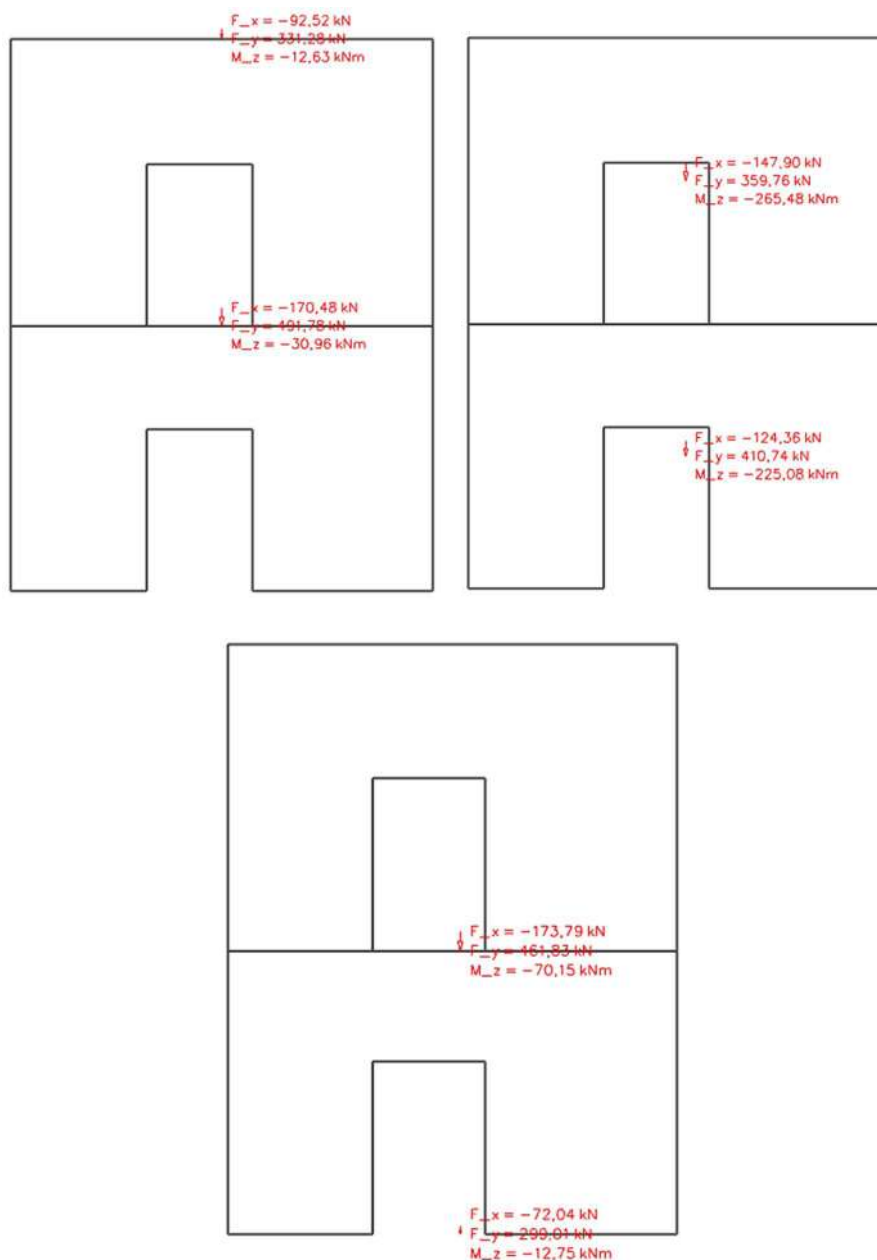 F_x = -92,52 kN
F_y = 331,28 kN
M_z = -12,63 kNm
F_x = -147,90 kN
F_y = 359,76 kN
M_z = -265,48 kNm
F_x = -170,48 kN
F_y = 491,78 kN
M_z = -30,96 kNm
F_x = -124,36 kN
F_y = 410,74 kN
M_z = -225,08 kNm
F_x = -173,79 kN
F_y = 461,83 kN
M_z = -70,15 kNm
F_x = -72,04 kN
F_y = 299,01 kN
M_z = -12,75 kNm